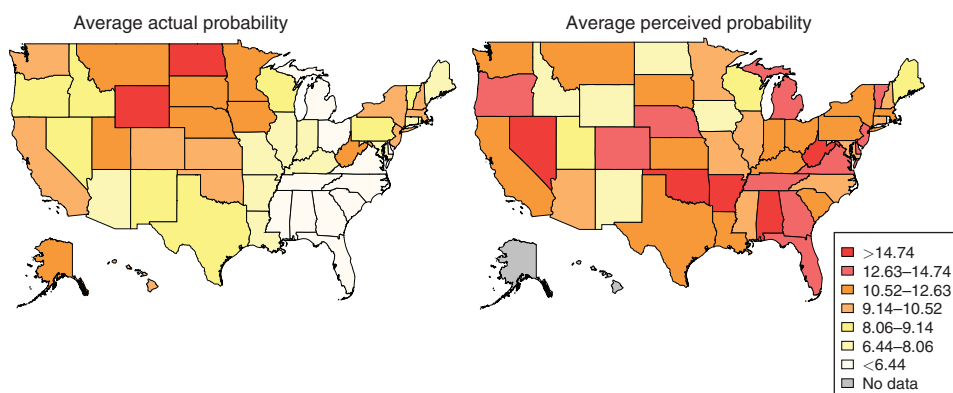 Average actual probability
Average perceived probability
>14.74
12.63–14.74
10.52–12.63
9.14–10.52
8.06–9.14
6.44–8.06
<6.44
No data